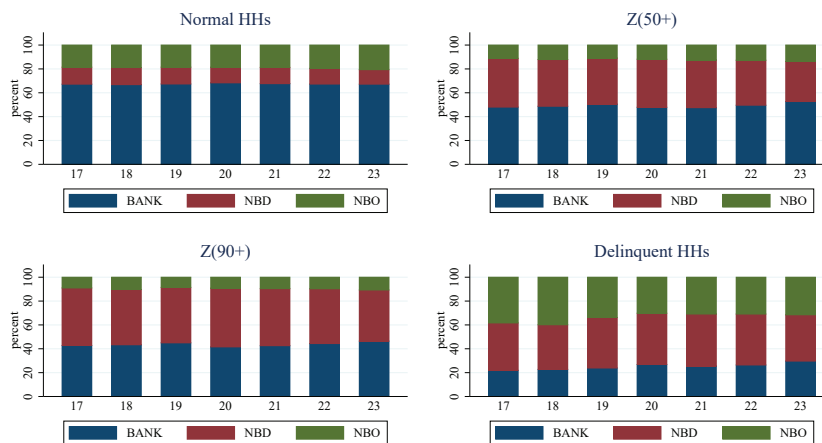 Normal HHs
percent
0 20 40 60 80 100
17 18 19 20 21 22 23
BANK NBD NBO
Z(50+)
percent
0 20 40 60 80 100
17 18 19 20 21 22 23
BANK NBD NBO
Z(90+)
percent
0 20 40 60 80 100
17 18 19 20 21 22 23
BANK NBD NBO
Delinquent HHs
percent
0 20 40 60 80 100
17 18 19 20 21 22 23
BANK NBD NBO